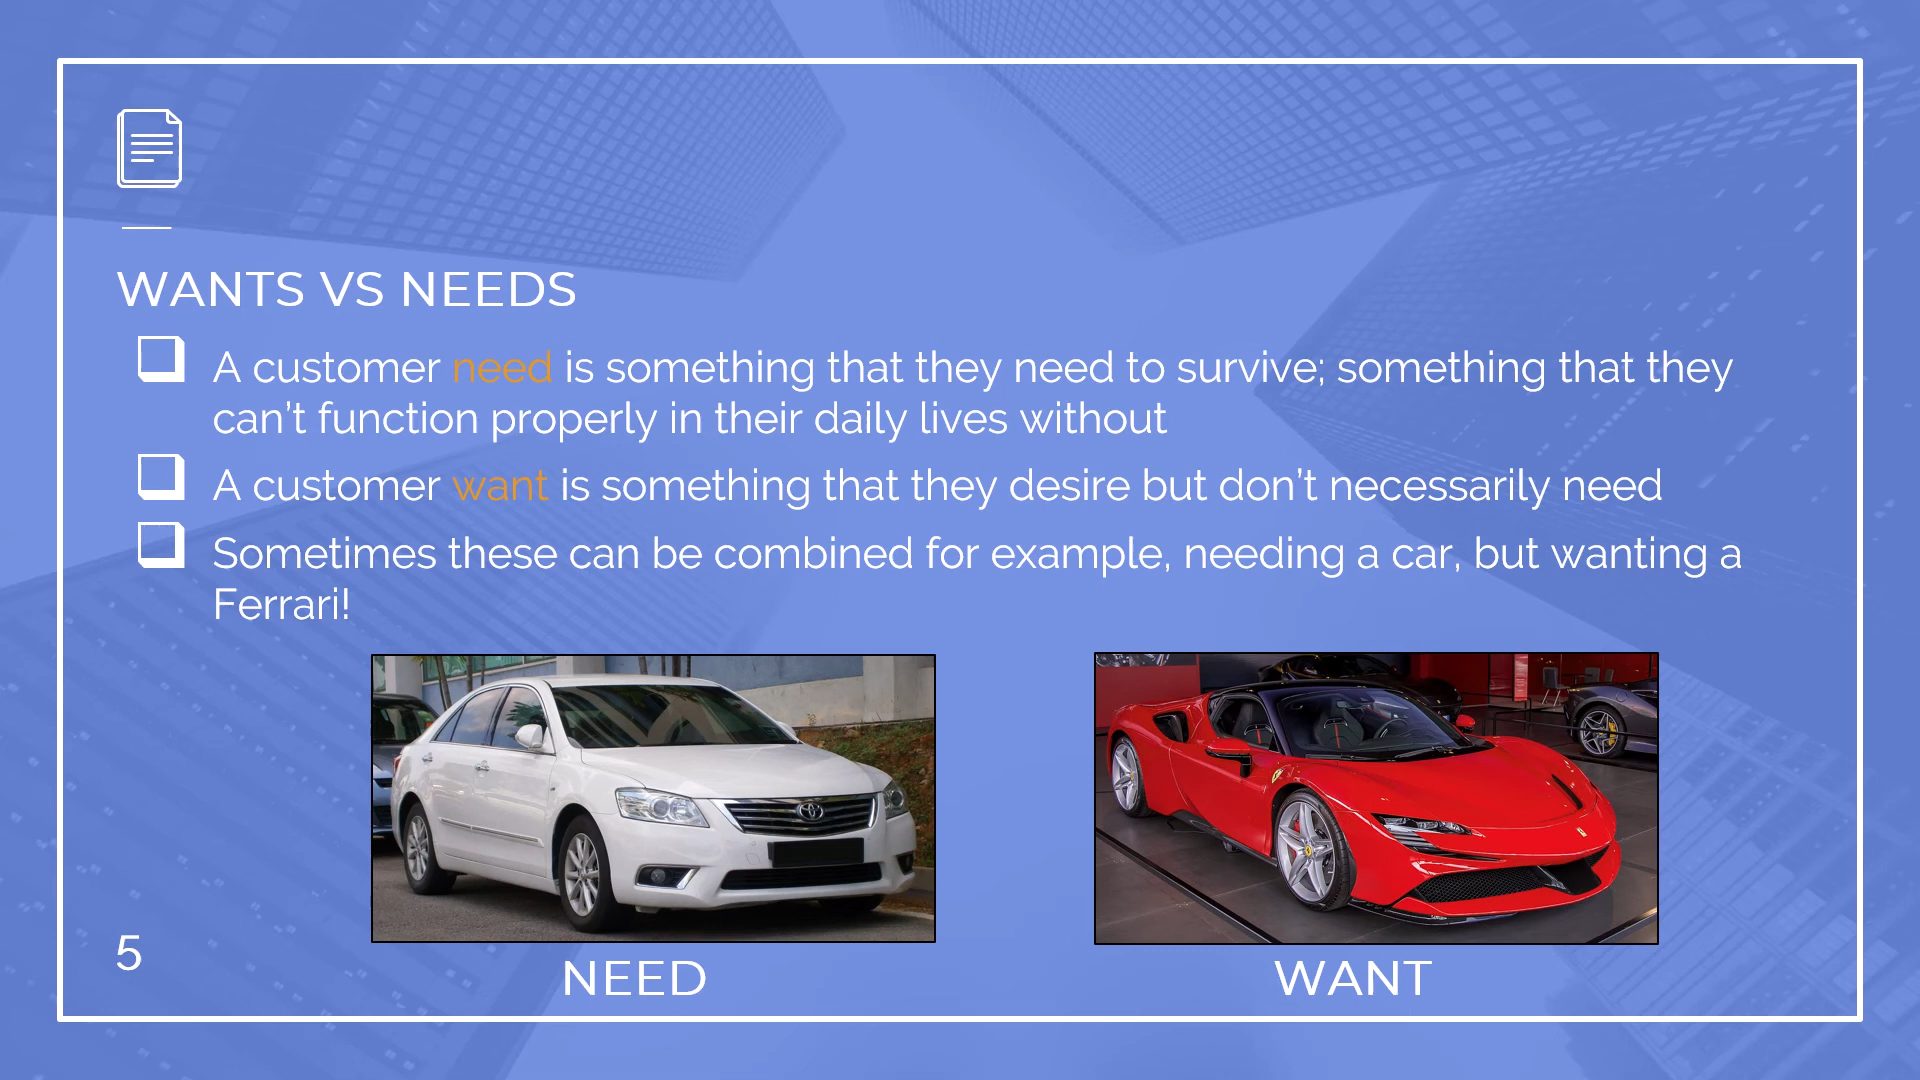 WANTS VS NEEDS
A customer need is something that they need to survive; something that they
can’t function properly in their daily lives without
A customer want is something that they desire but don’t necessarily need
Sometimes these can be combined for example, needing a car, but wanting a
Ferrari!
5
NEED
WANT